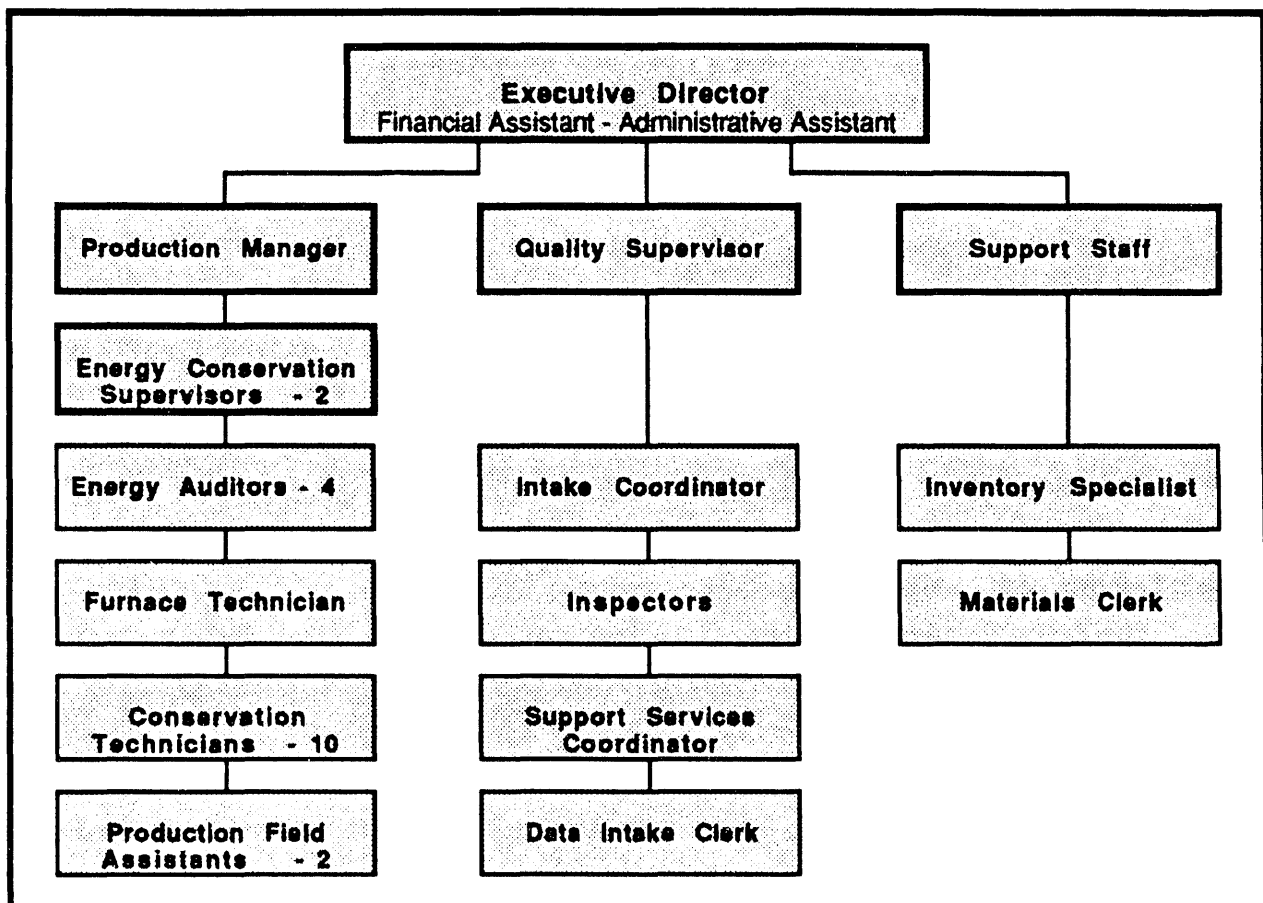 Executive Director
Financial Assistant - Administrative Assistant
Production Manager
Quality Supervisor
Support Staff
Energy Conservation
Supervisors - 2
Energy Auditors - 4
Intake Coordinator
Inventory Specialist
Furnace Technician
Inspectors
Materials Clerk
Conservation
Technicians - 10
Support Services
Coordinator
Production Field
Assistants - 2
Data Intake Clerk